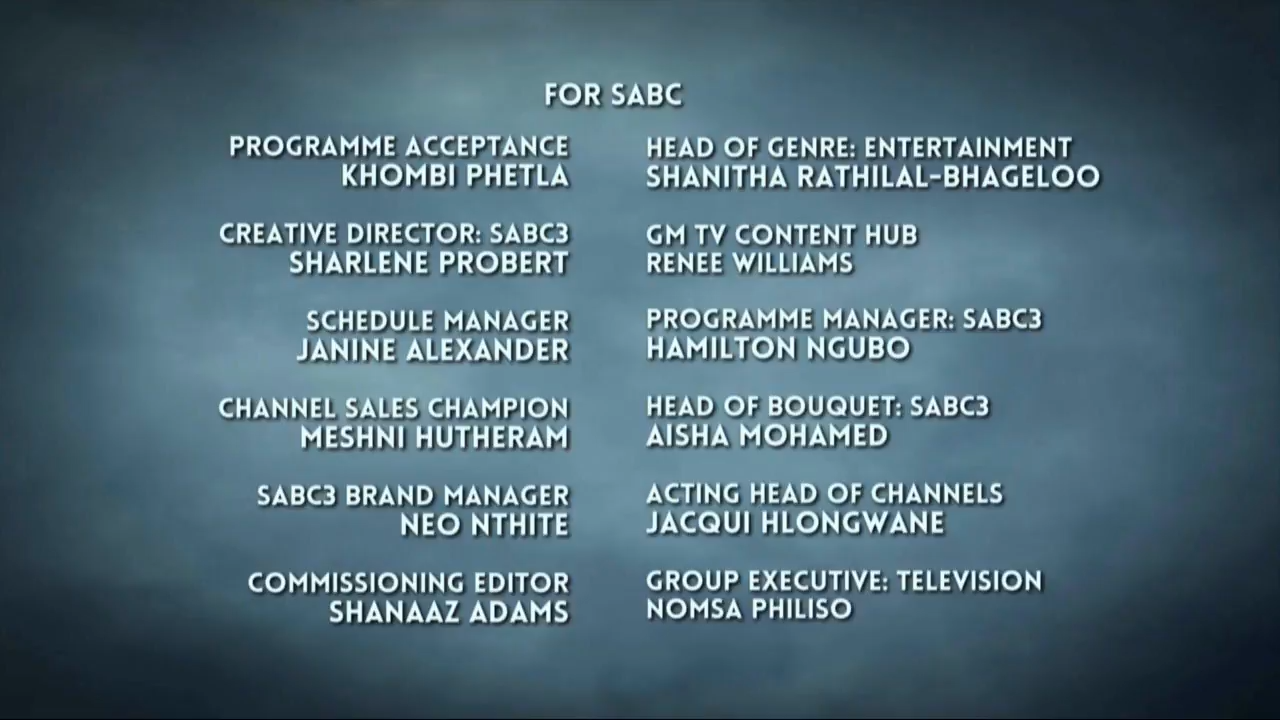 FOR SABC
PROGRAMME ACCEPTANCE
KHOMBI PHETLA
CREATIVE DIRECTOR: SABC3
SHARLENE PROBERT
SCHEDULE MANAGER
JANINE ALEXANDER
CHANNEL SALES CHAMPION
MESHNI HUTHERAM
SABC3 BRAND MANAGER
NEO NTHITE
COMMISSIONING EDITOR
SHANAAZ ADAMS
HEAD OF GENRE: ENTERTAINMENT
SHANITHA RATHILAL-BHAGELOO
GM TV CONTENT HUB
RENEE WILLIAMS
PROGRAMME MANAGER: SABC3
HAMILTON NGUBO
HEAD OF BOUQUET: SABC3
AISHA MOHAMED
ACTING HEAD OF CHANNELS
JACQUI HLONGWANE
GROUP EXECUTIVE: TELEVISION
NOMSA PHILISO